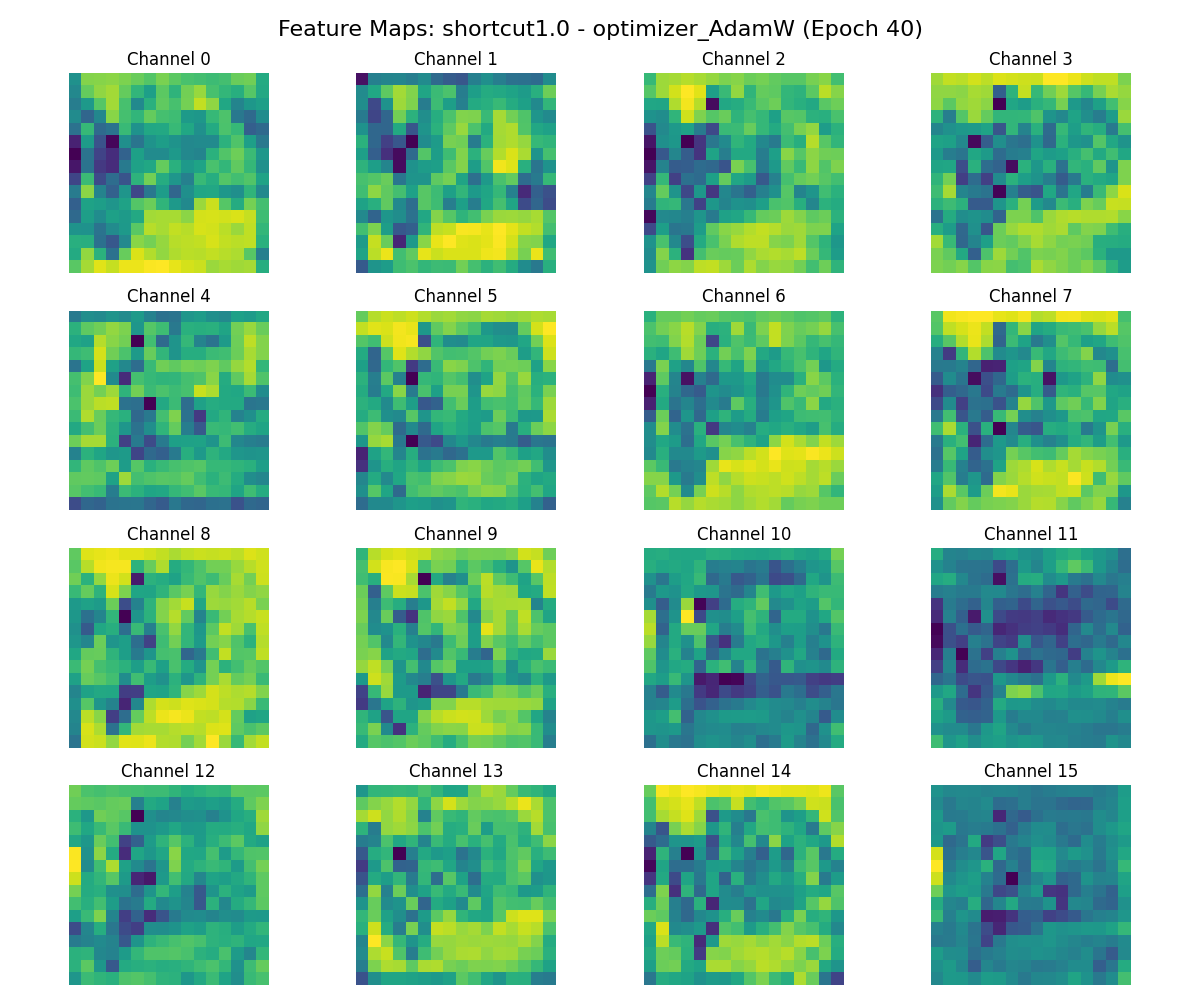 Feature Maps: shortcut1.0 - optimizer_AdamW (Epoch 40)
Channel 0
Channel 1
Channel 2
Channel 3
Channel 4
Channel 5
Channel 6
Channel 7
Channel 8
Channel 9
Channel 10
Channel 11
Channel 12
Channel 13
Channel 14
Channel 15